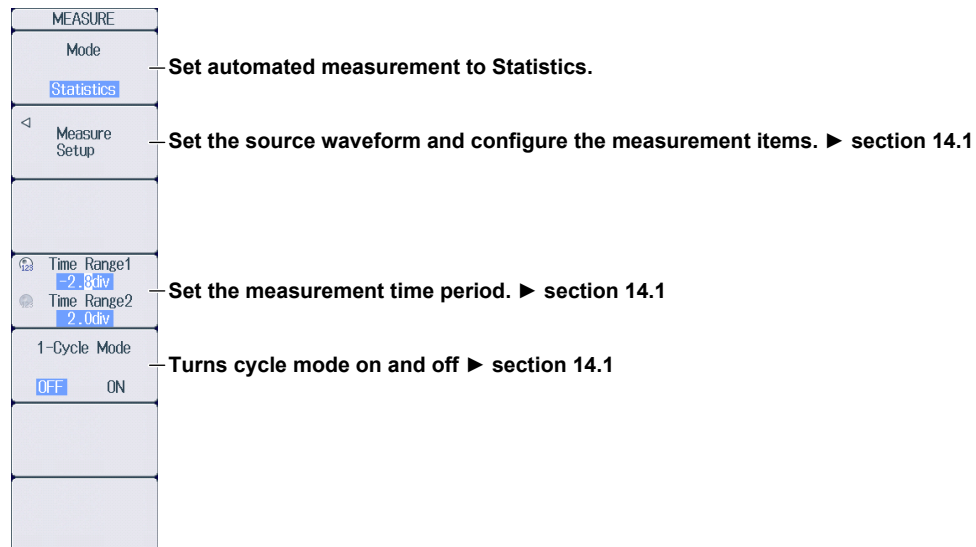 MEASURE
Mode
Statistics
Set automated measurement to Statistics.
Measure
Setup
Set the source waveform and configure the measurement items. ► section 14.1
Time Range1
-2.8div
Time Range2
2.0div
Set the measurement time period. ► section 14.1
1-Cycle Mode
OFF ON
Turns cycle mode on and off ► section 14.1